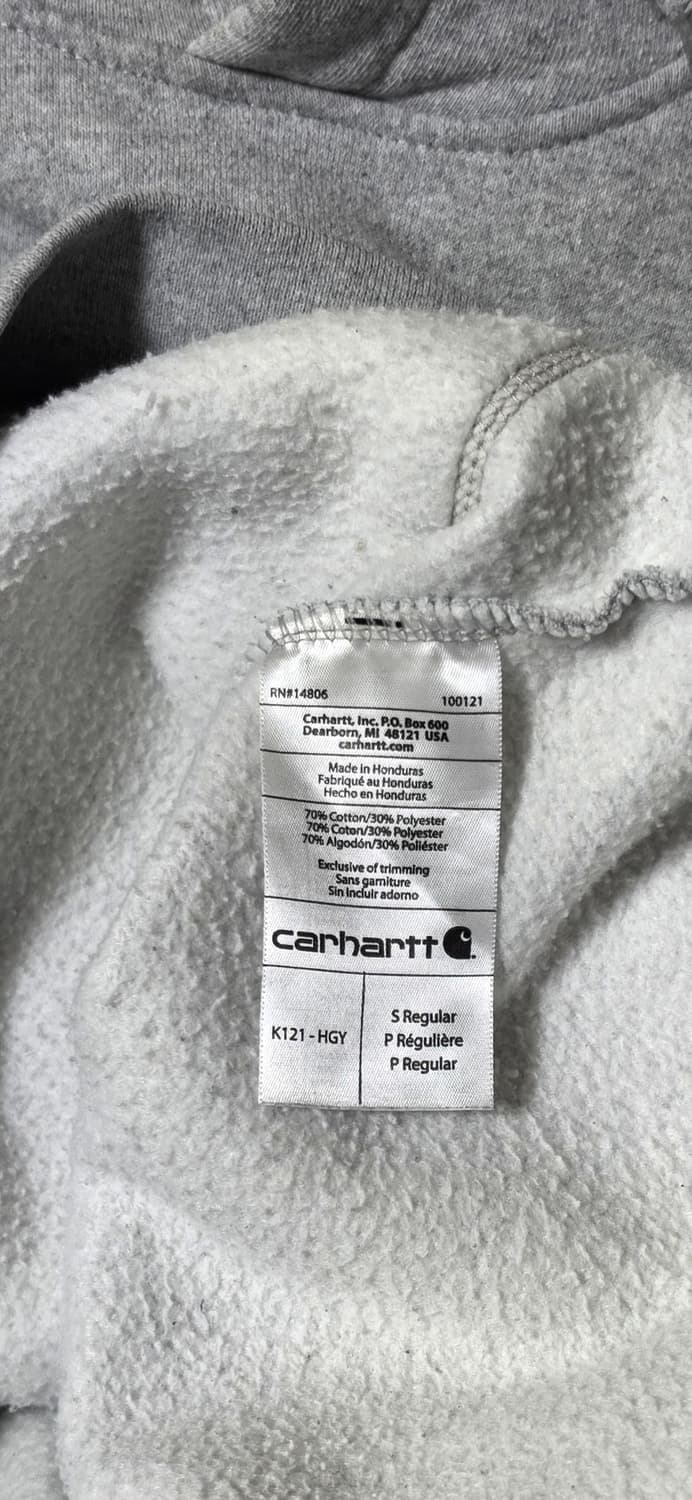 RN#14806 100121
Carhartt, Inc. P.O. Box 600
Dearborn, MI 48121 USA
carhartt.com
Made in Honduras
Fabriqué au Honduras
Hecho en Honduras
70% Cotton/30% Polyester
70% Coton/30% Polyester
70% Algodón/30% Poliéster
Exclusive of trimming
Sans garniture
Sin incluir adorno
carhartt
K121 - HGY
S Regular
P Régulière
P Regular